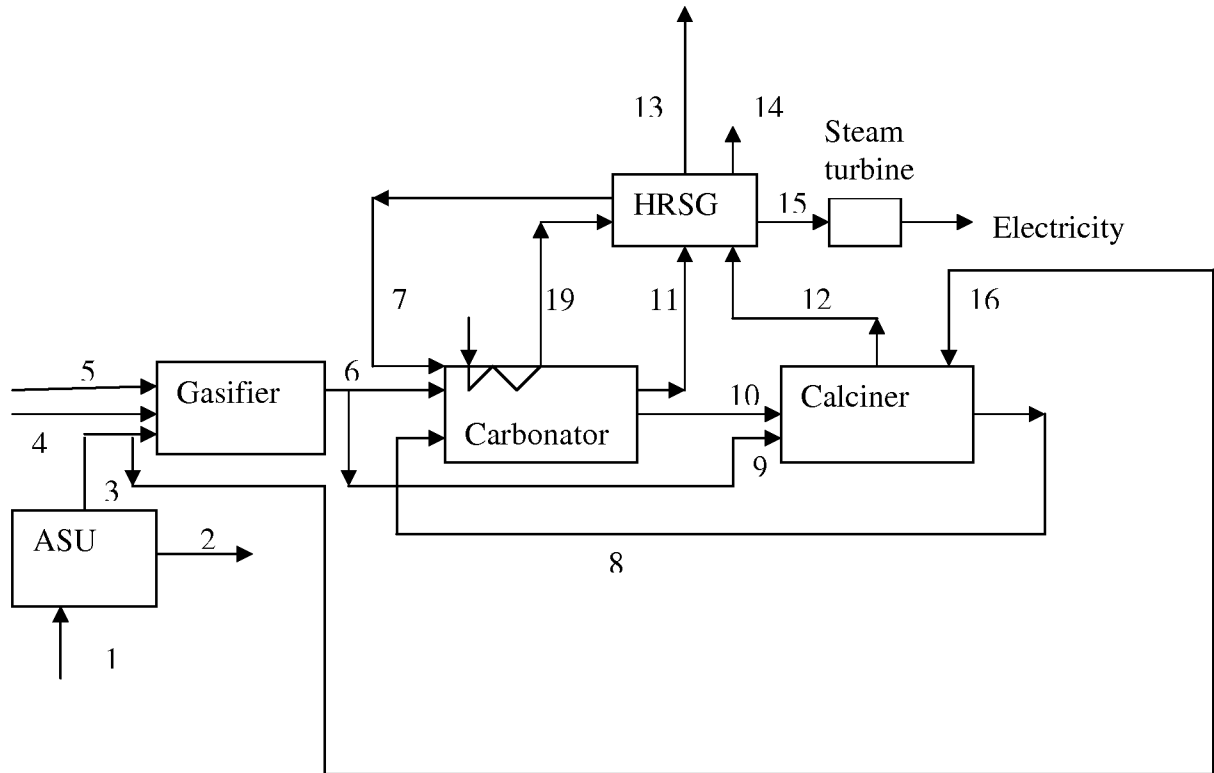 13
14
Steam
turbine
HRSG
15
Electricity
7
19
11
12
16
5
6
Gasifier
10
Calciner
4
Carbonator
9
3
ASU
2
8
1